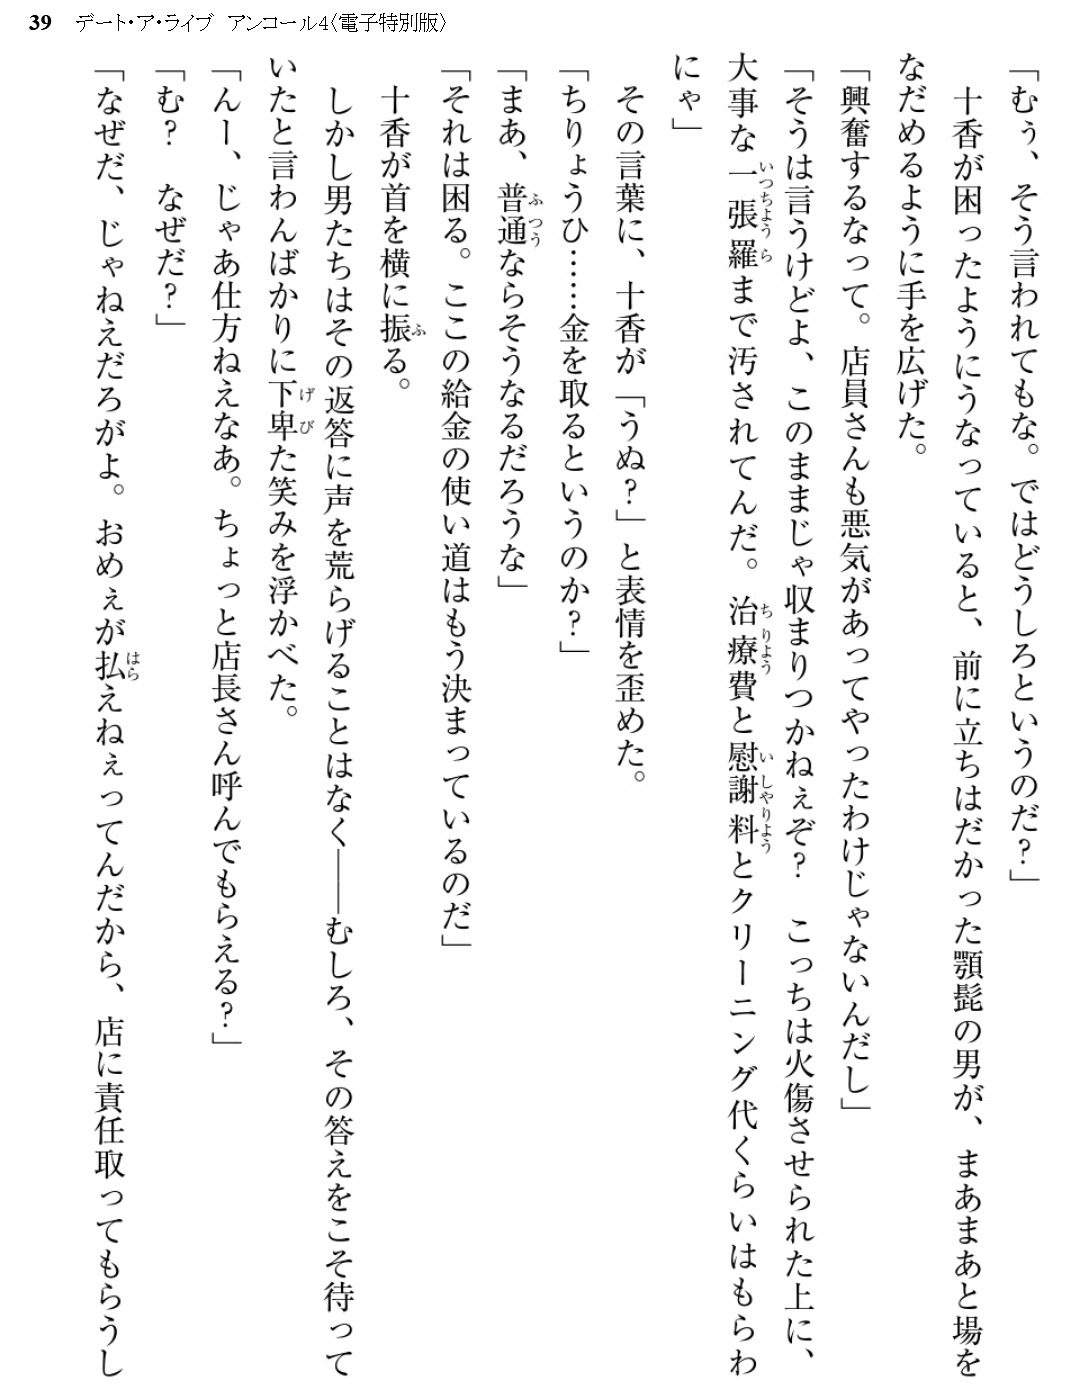 39 デート・ア・ライブ　アンコール4〈電子特別版〉
「むぅ、そう言われてもな。ではどうしろというのだ？」
　十香が困ったようにうなっていると、前に立ちはだかった顎髭の男が、まあまあと場を
なだめるように手を広げた。
「興奮するなって。店員さんも悪気があってやったわけじゃないんだし」
「そうは言うけどよ、このままじゃ収まりつかねぇぞ？　こっちは火傷させられた上に、
大事な一張羅まで汚されてんだ。治療費と慰謝料とクリーニング代くらいはもらわ
にゃ」
　その言葉に、十香が「うぬ？」と表情を歪めた。
「ちりょうひ……金を取るというのか？」
「まあ、普通ならそうなるだろうな」
「それは困る。ここの給金の使い道はもう決まっているのだ」
　十香が首を横に振る。
　しかし男たちはその返答に声を荒らげることはなく――むしろ、その答えをこそ待って
いたと言わんばかりに下卑た笑みを浮かべた。
「んー、じゃあ仕方ねえなあ。ちょっと店長さん呼んでもらえる？」
「む？　なぜだ？」
「なぜだ、じゃねえだろがよ。おめぇが払えねぇってんだから、店に責任取ってもらうし